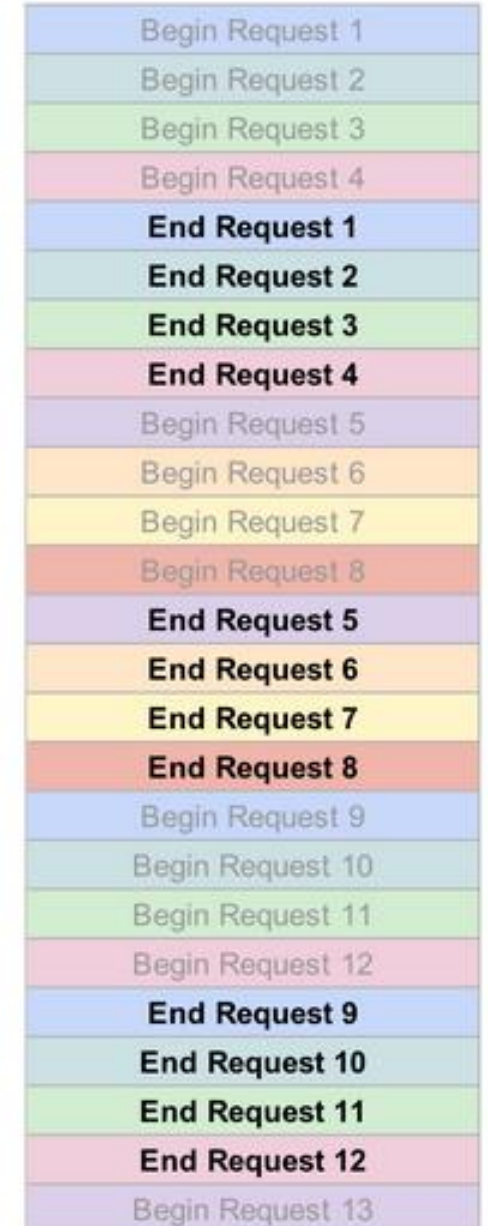 Begin Request 1
Begin Request 2
Begin Request 3
Begin Request 4
End Request 1
End Request 2
End Request 3
End Request 4
Begin Request 5
Begin Request 6
Begin Request 7
Begin Request 8
End Request 5
End Request 6
End Request 7
End Request 8
Begin Request 9
Begin Request 10
Begin Request 11
Begin Request 12
End Request 9
End Request 10
End Request 11
End Request 12
Begin Request 13